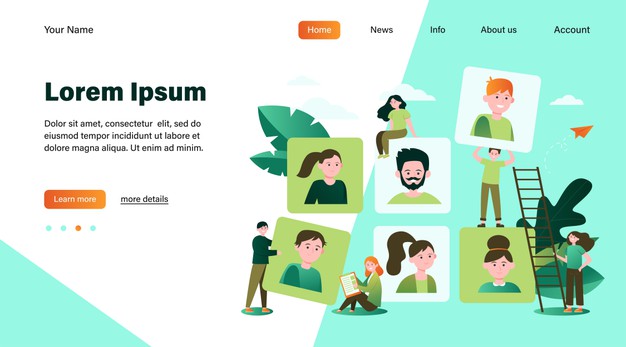 Your Name
Home
News
Info
About us
Account
Lorem Ipsum
Dolor sit amet, consectetur elit, sed do
eiusmod tempor incididunt ut labore et
dolore magna aliqua. Ut enim ad minim.
Learn more
more details